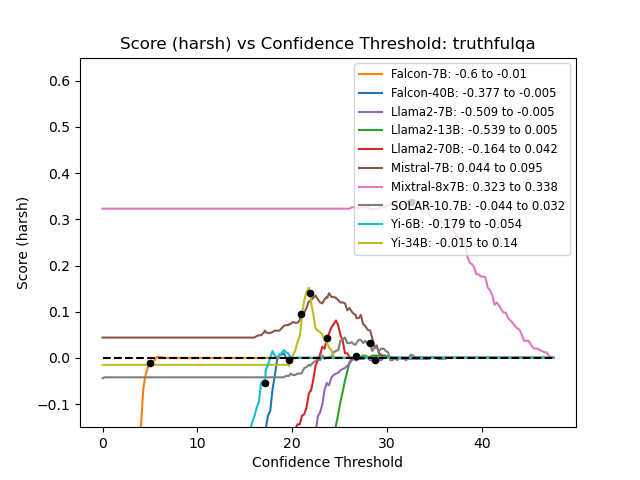 Score (harsh) vs Confidence Threshold: truthfulqa
Score (harsh)
0.6
0.5
0.4
0.3
0.2
0.1
0.0
−0.1
Falcon-7B: -0.6 to -0.01
Falcon-40B: -0.377 to -0.005
Llama2-7B: -0.509 to -0.005
Llama2-13B: -0.539 to 0.005
Llama2-70B: -0.164 to 0.042
Mistral-7B: 0.044 to 0.095
Mixtral-8x7B: 0.323 to 0.338
SOLAR-10.7B: -0.044 to 0.032
Yi-6B: -0.179 to -0.054
Yi-34B: -0.015 to 0.14
0 10 20 30 40
Confidence Threshold